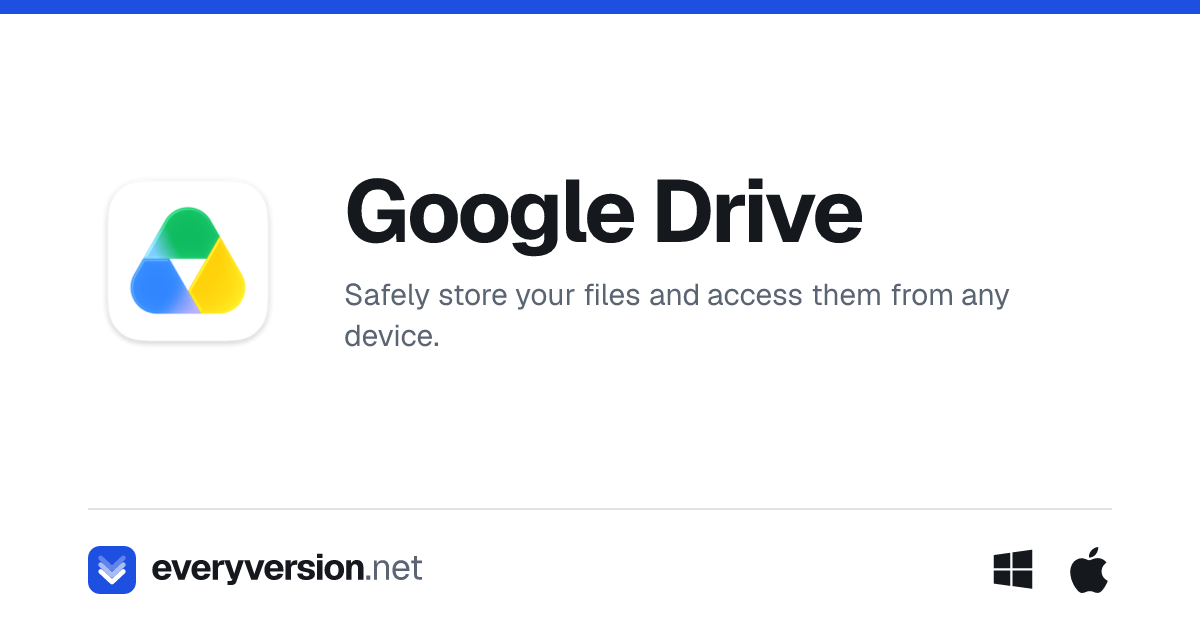 Google Drive
Safely store your files and access them from any
device.
everyversion.net